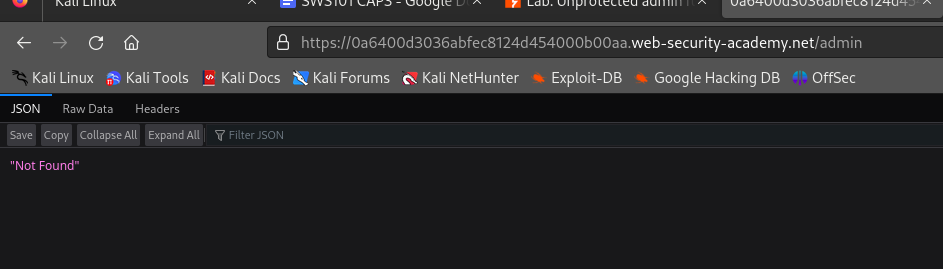 Kali Linux SWS101 CAP3 - Google D Lab: Unprotected admin 0a6400d3036abfec8124d454
https://0a6400d3036abfec8124d454000b00aa.web-security-academy.net/admin
Kali Linux Kali Tools Kali Docs Kali Forums Kali NetHunter Exploit-DB Google Hacking DB OffSec
JSON Raw Data Headers
Save Copy Collapse All Expand All Filter JSON
"Not Found"